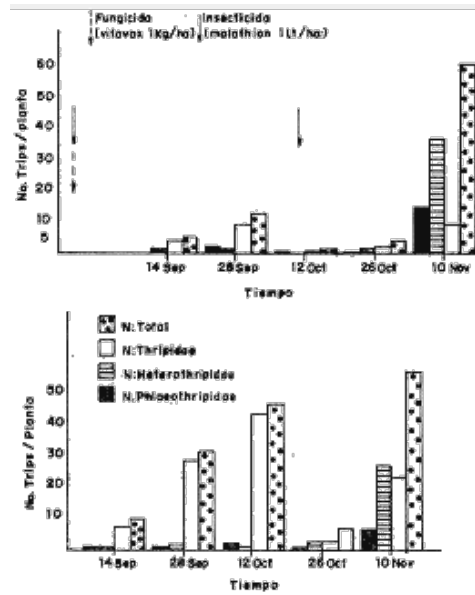 Fungicida
(vitavax 1Kg/ha)
Insecticida
(malathion 1 Lt/ha)
No. Trips / planta
60
50
40
30
20
10
5
14 Sep
28 Sep
12 Oct
26 Oct
10 Nov
Tiempo
N: Total
N: Thripidae
N: Heterothripidae
N: Phlaeothripidae
No. Trips / Planta
50
40
30
20
10
14 Sep
28 Sep
12 Oct
26 Oct
10 Nov
Tiempo